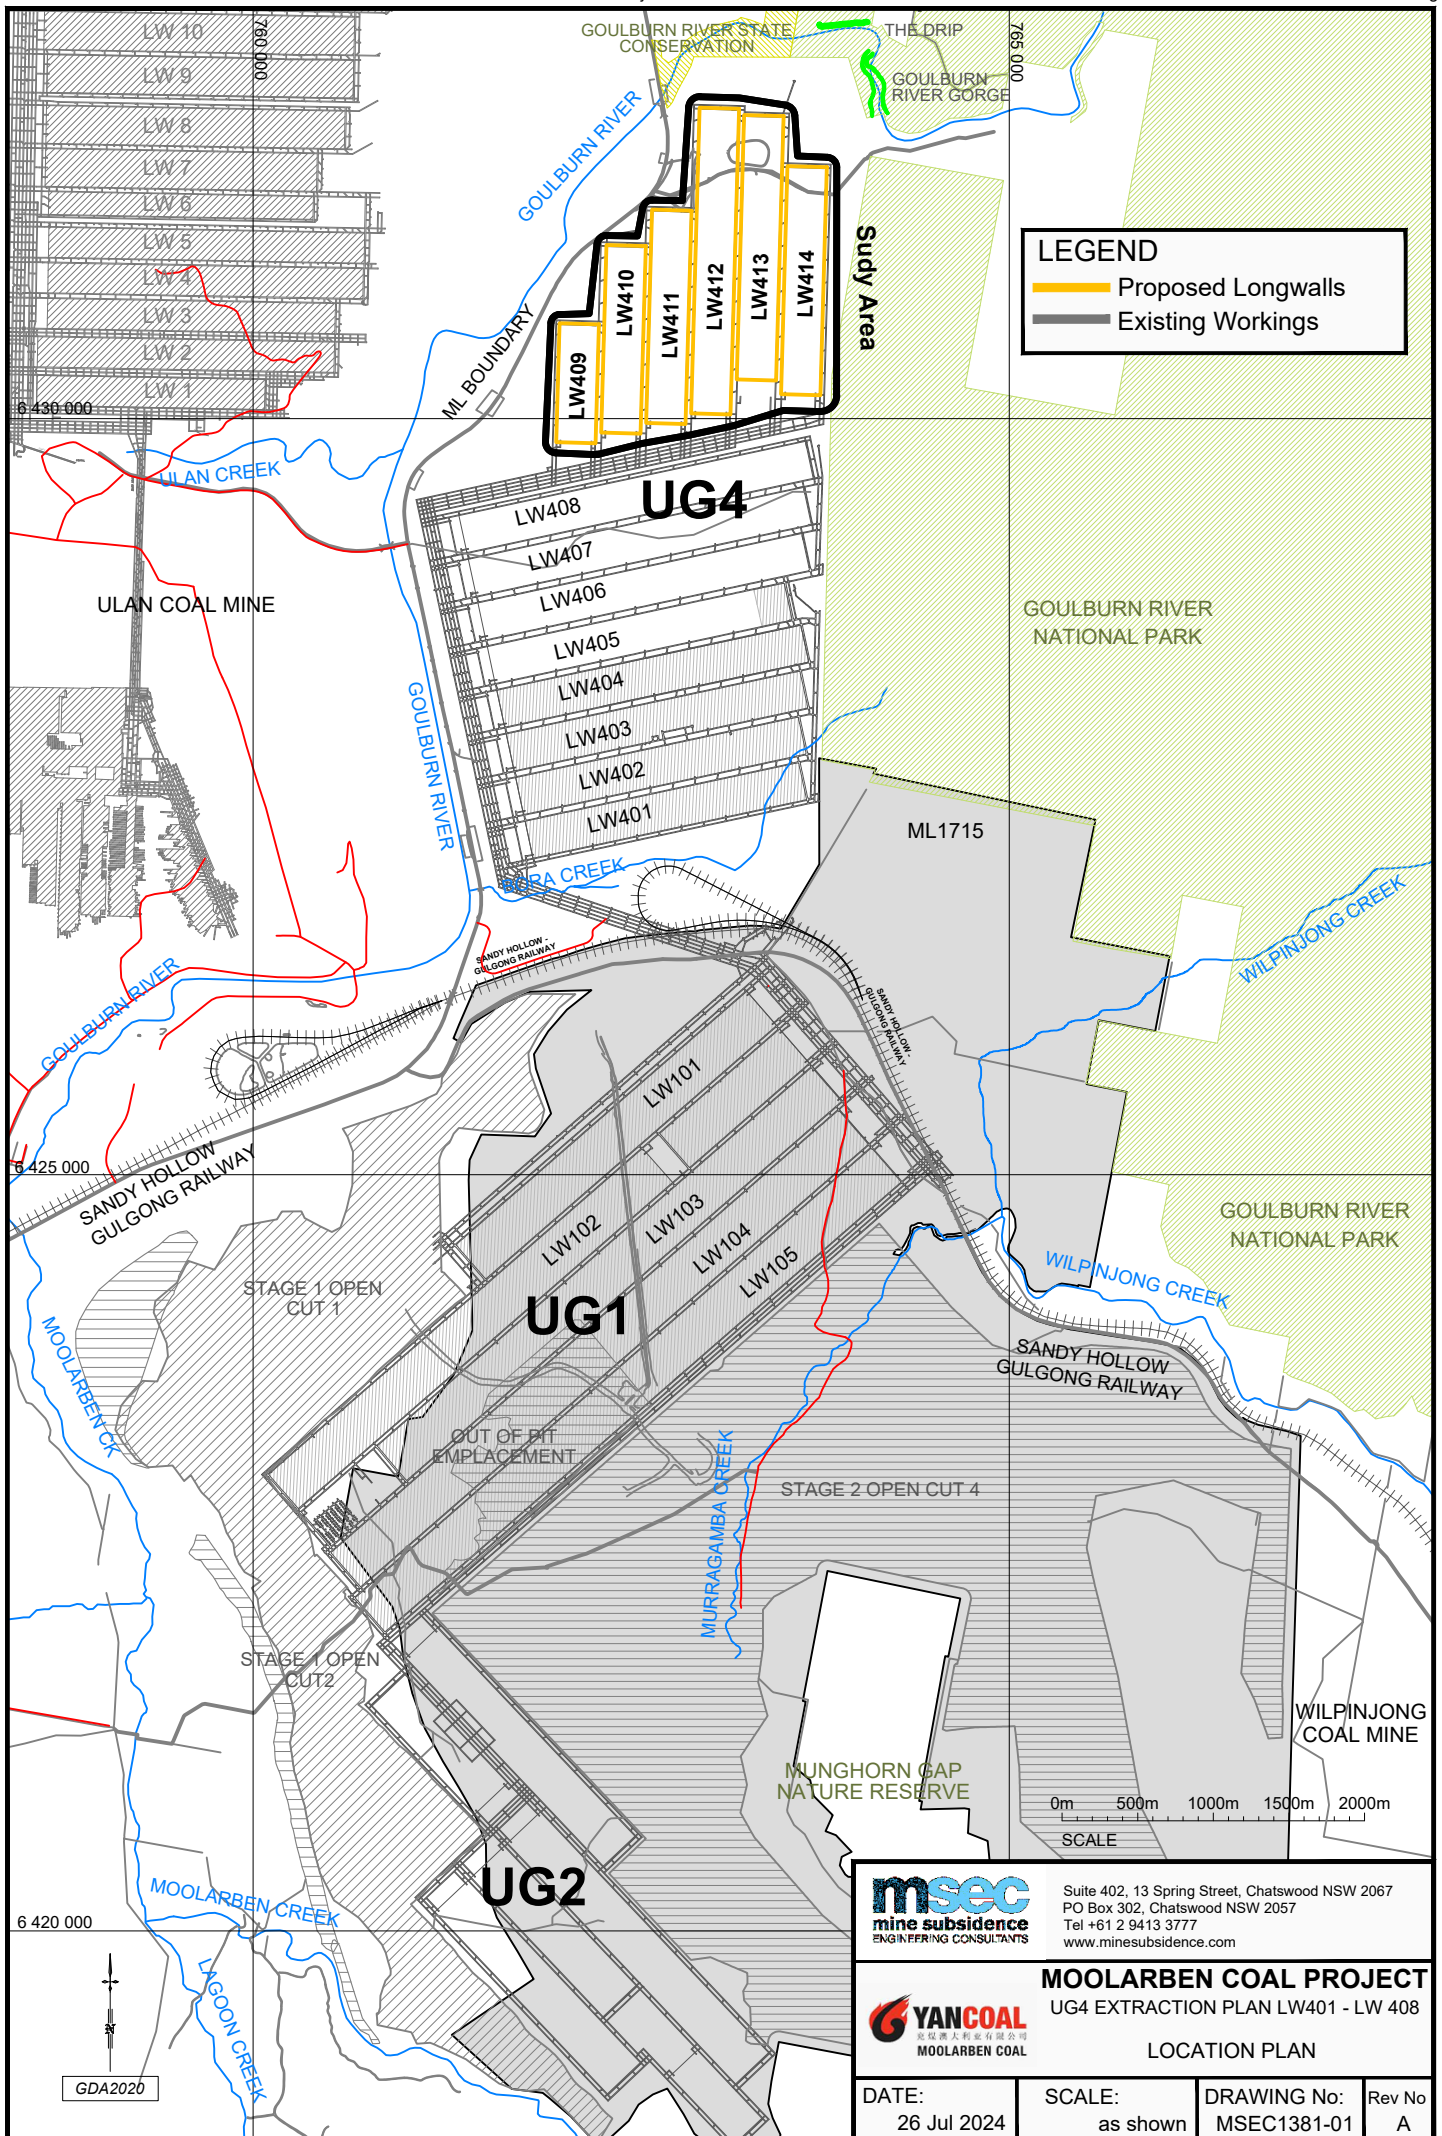 GOULBURN RIVER STATE
CONSERVATION
THE DRIP
GOULBURN
RIVER GORGE
760 000
765 000
LW 10
LW 9
LW 8
LW 7
LW 6
LW 5
LW 4
LW 3
LW 2
LW 1
GOULBURN RIVER
ML BOUNDARY
LW409
LW410
LW411
LW412
LW413
LW414
Sudy Area
LEGEND
Proposed Longwalls
Existing Workings
6 430 000
ULAN CREEK
UG4
LW408
LW407
LW406
LW405
LW404
LW403
LW402
LW401
ULAN COAL MINE
GOULBURN RIVER
NATIONAL PARK
GOULBURN RIVER
ML1715
BORA CREEK
WILPINJONG CREEK
SANDY HOLLOW -
GULGONG RAILWAY
SANDY HOLLOW -
GULGONG RAILWAY
GOULBURN RIVER
LW101
LW102
LW103
LW104
LW105
6 425 000
SANDY HOLLOW
GULGONG RAILWAY
GOULBURN RIVER
NATIONAL PARK
STAGE 1 OPEN
CUT 1
UG1
WILPINJONG CREEK
SANDY HOLLOW
GULGONG RAILWAY
MOOLARBEN CK
OUT OF PIT
EMPLACEMENT
MURRAGAMBA CREEK
STAGE 2 OPEN CUT 4
STAGE 1 OPEN
CUT2
WILPINJONG
COAL MINE
MUNGHORN GAP
NATURE RESERVE
0m 500m 1000m 1500m 2000m
SCALE
UG2
MOOLARBEN CREEK
6 420 000
LAGOON CREEK
N
GDA2020
msec
mine subsidence
ENGINEERING CONSULTANTS
Suite 402, 13 Spring Street, Chatswood NSW 2067
PO Box 302, Chatswood NSW 2057
Tel +61 2 9413 3777
www.minesubsidence.com
YANCOAL
兖煤澳大利亚有限公司
MOOLARBEN COAL
MOOLARBEN COAL PROJECT
UG4 EXTRACTION PLAN LW401 - LW 408
LOCATION PLAN
DATE:
26 Jul 2024
SCALE:
as shown
DRAWING No:
MSEC1381-01
Rev No
A